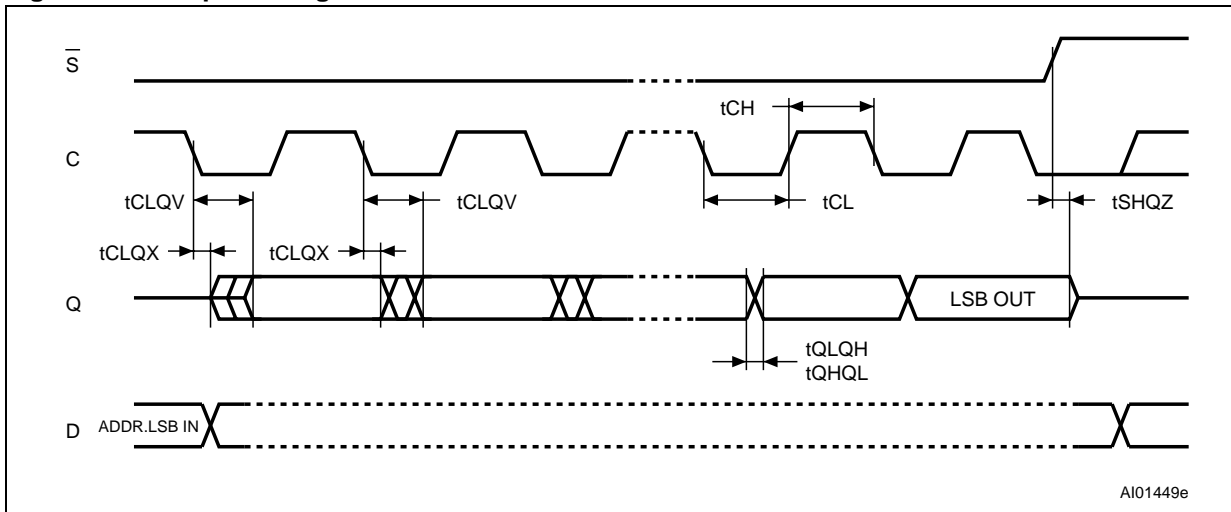 S
tCH
C
tCLQV
tCLQV
tCL
tSHQZ
tCLQX
tCLQX
Q
LSB OUT
tQLQH
tQHQL
D
ADDR.LSB IN
AI01449e